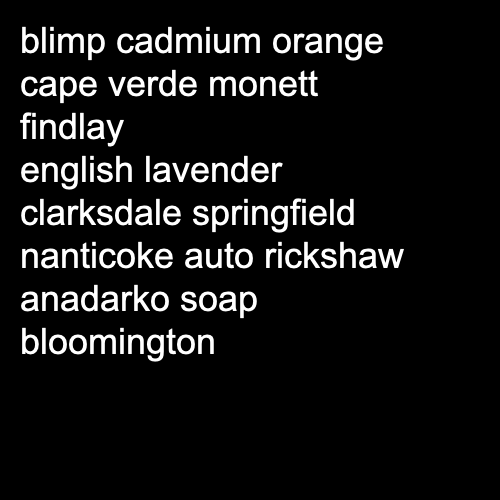 blimp cadmium orange
cape verde monett
findlay
english lavender
clarksdale springfield
nanticoke auto rickshaw
anadarko soap
bloomington